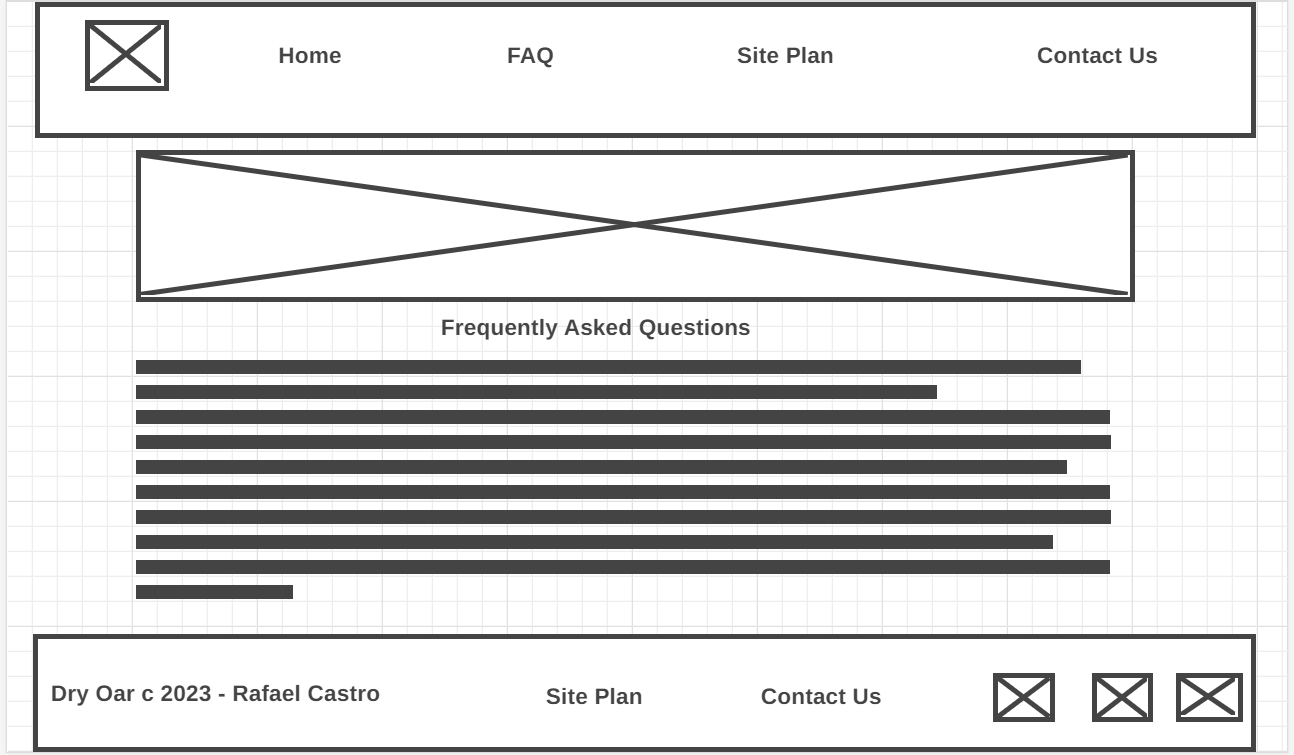 Home
FAQ
Site Plan
Contact Us
Frequently Asked Questions
Dry Oar c 2023 - Rafael Castro
Site Plan
Contact Us